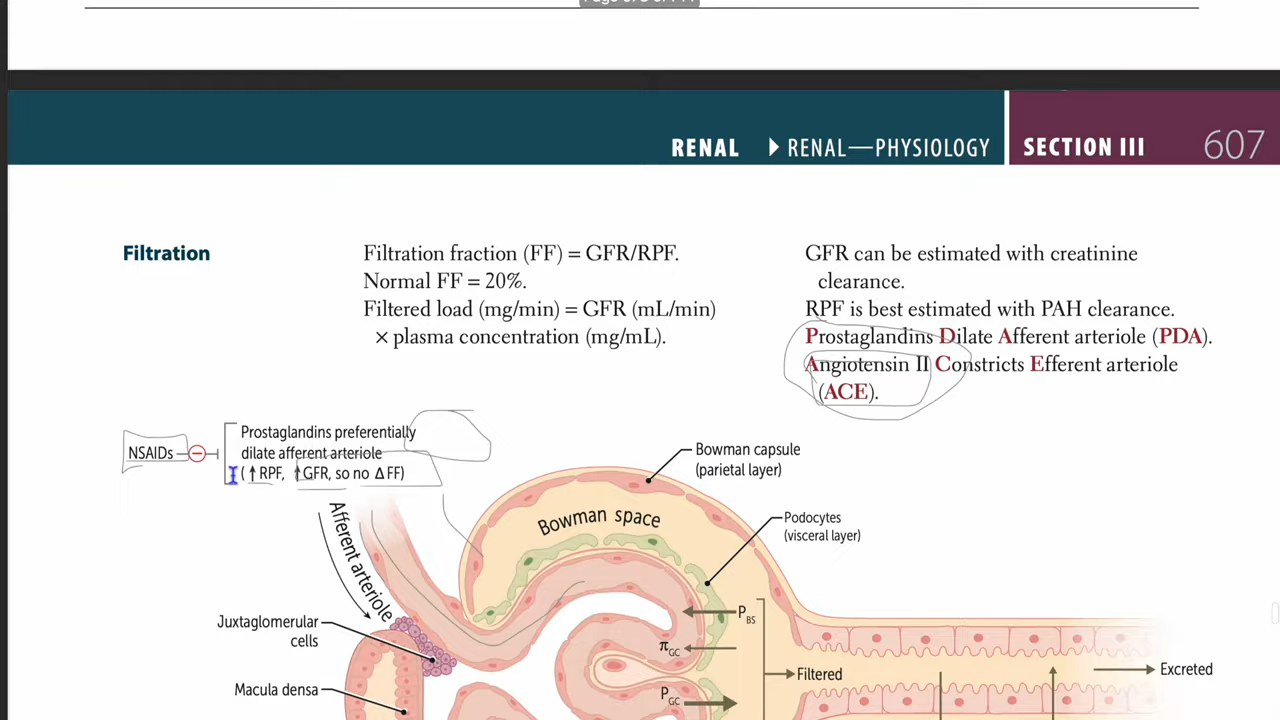 RENAL ▶ RENAL—PHYSIOLOGY SECTION III 607
Filtration
Filtration fraction (FF) = GFR/RPF.
Normal FF = 20%.
Filtered load (mg/min) = GFR (mL/min)
× plasma concentration (mg/mL).
GFR can be estimated with creatinine
clearance.
RPF is best estimated with PAH clearance.
Prostaglandins Dilate Afferent arteriole (PDA).
Angiotensin II Constricts Efferent arteriole
(ACE).
NSAIDs
Prostaglandins preferentially
dilate afferent arteriole
(↑ RPF, ↑ GFR, so no Δ FF)
Bowman capsule
(parietal layer)
Bowman space
Podocytes
(visceral layer)
Afferent arteriole
Juxtaglomerular
cells
Macula densa
PBS
πGC
PGC
Filtered
Excreted